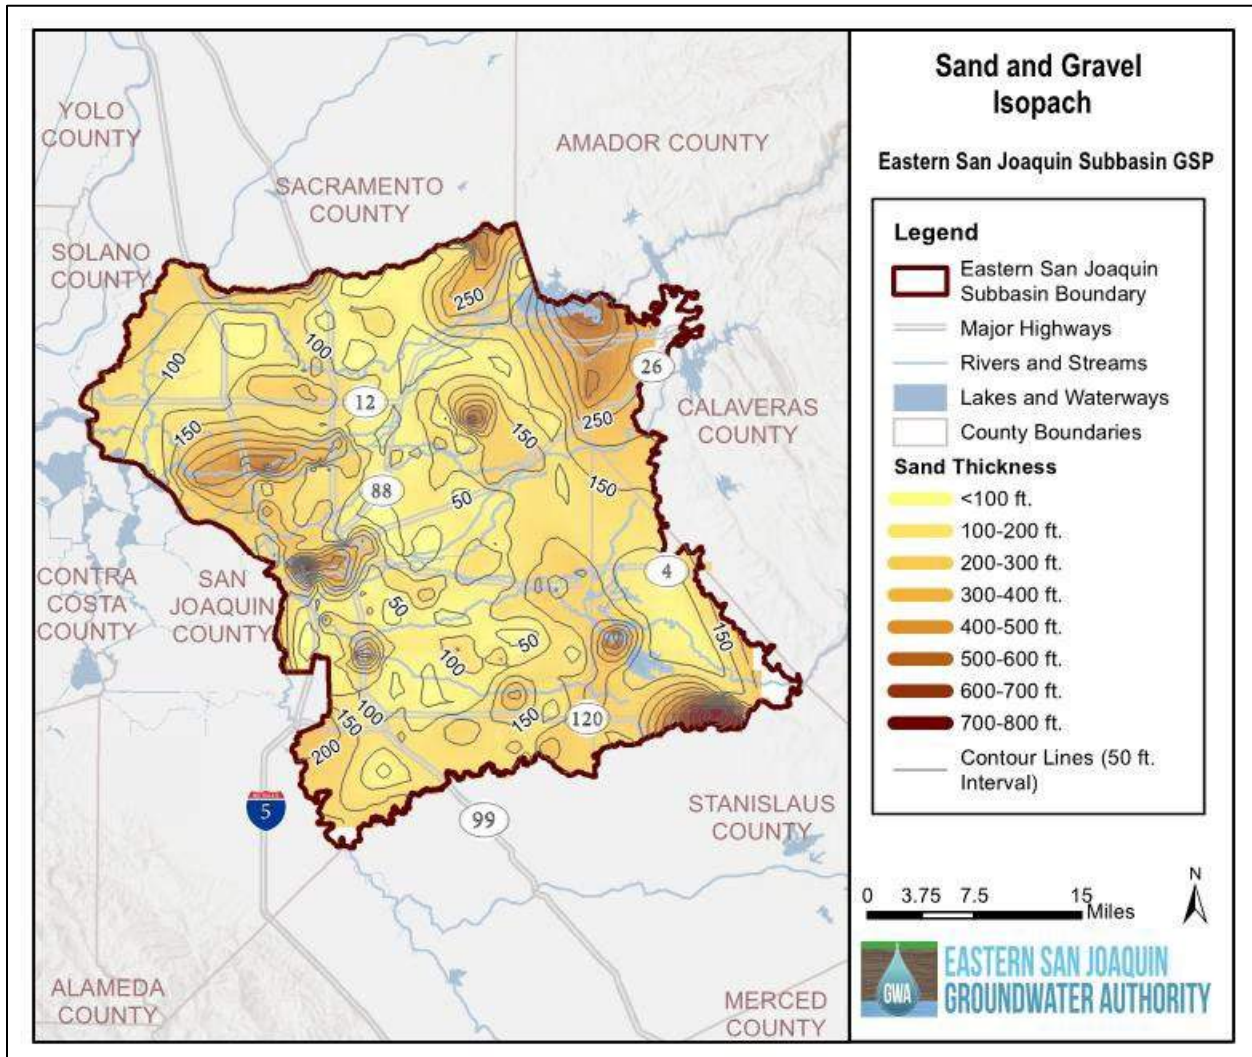 Sand and Gravel
Isopach
Eastern San Joaquin Subbasin GSP
Legend
Eastern San Joaquin
Subbasin Boundary
Major Highways
Rivers and Streams
Lakes and Waterways
County Boundaries
Sand Thickness
<100 ft.
100-200 ft.
200-300 ft.
300-400 ft.
400-500 ft.
500-600 ft.
600-700 ft.
700-800 ft.
Contour Lines (50 ft.
Interval)
0 3.75 7.5 15
Miles
N
GWA
EASTERN SAN JOAQUIN
GROUNDWATER AUTHORITY
YOLO
COUNTY
AMADOR COUNTY
SACRAMENTO
COUNTY
SOLANO
COUNTY
250
100
100
26
12
CALAVERAS
COUNTY
250
150
150
150
88
50
4
CONTRA
COSTA
COUNTY
SAN
JOAQUIN
COUNTY
50
50
150
100
100
150
150
120
200
5
99
STANISLAUS
COUNTY
ALAMEDA
COUNTY
MERCED
COUNTY